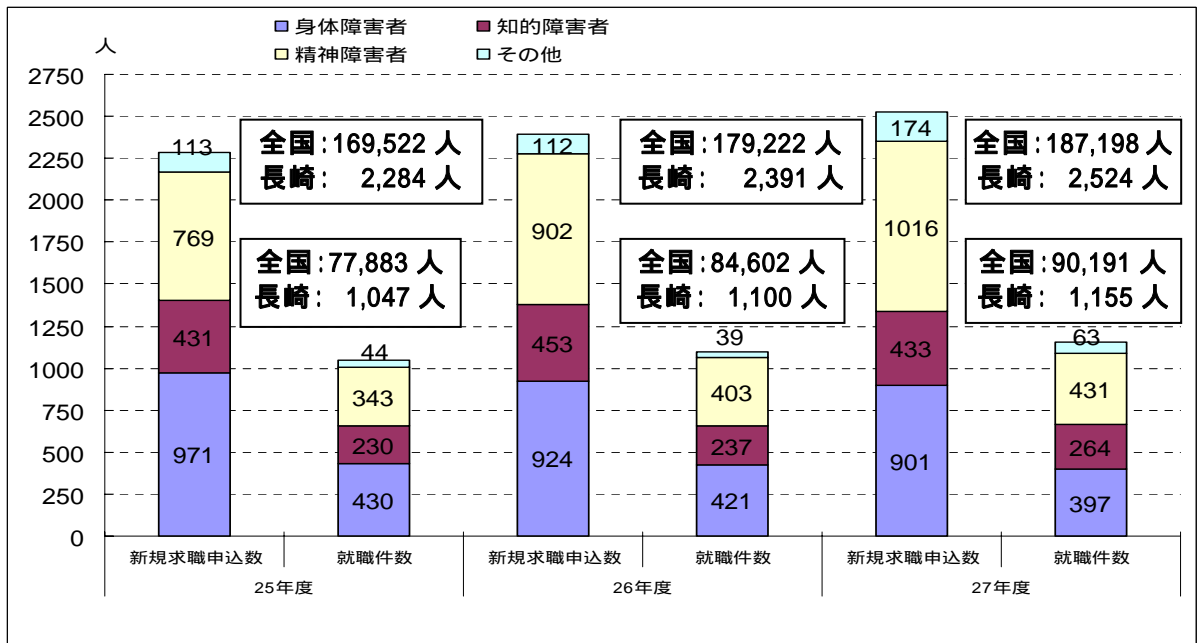 身体障害者
知的障害者
精神障害者
その他
人
2750
2500
2250
2000
1750
1500
1250
1000
750
500
250
0
113
769
431
971
44
343
230
430
112
902
453
924
39
403
237
421
174
1016
433
901
63
431
264
397
全国:169,522 人
長崎: 2,284 人
全国:77,883 人
長崎: 1,047 人
全国:179,222 人
長崎: 2,391 人
全国:84,602 人
長崎: 1,100 人
全国:187,198 人
長崎: 2,524 人
全国:90,191 人
長崎: 1,155 人
新規求職申込数
就職件数
新規求職申込数
就職件数
新規求職申込数
就職件数
25年度
26年度
27年度